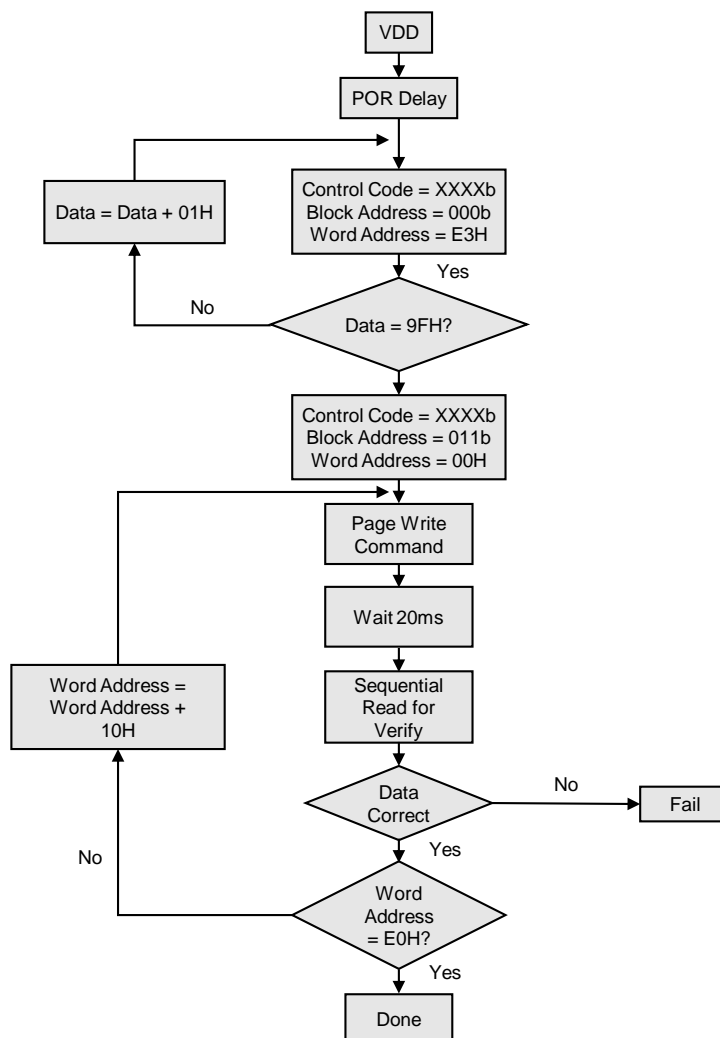 VDD
POR Delay
Data = Data + 01H
Control Code = XXXXb
Block Address = 000b
Word Address = E3H
Yes
No
Data = 9FH?
Control Code = XXXXb
Block Address = 011b
Word Address = 00H
Page Write
Command
Wait 20ms
Word Address =
Word Address +
10H
Sequential
Read for
Verify
Data
Correct
No
Fail
Yes
No
Word
Address
= E0H?
Yes
Done